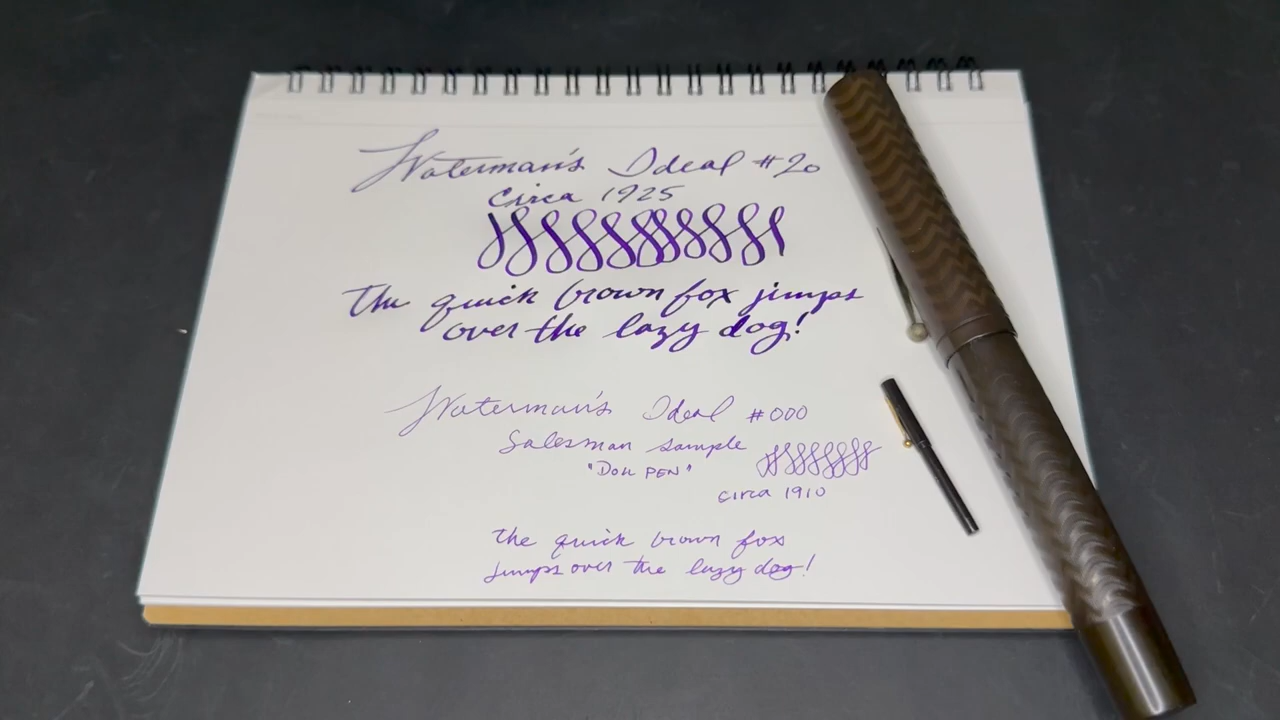 Waterman's Ideal #20
circa 1925
the quick brown fox jumps
over the lazy dog!
Waterman's Ideal #000
Salesman sample
"DOLL PEN"
circa 1910
the quick brown fox
jumps over the lazy dog!